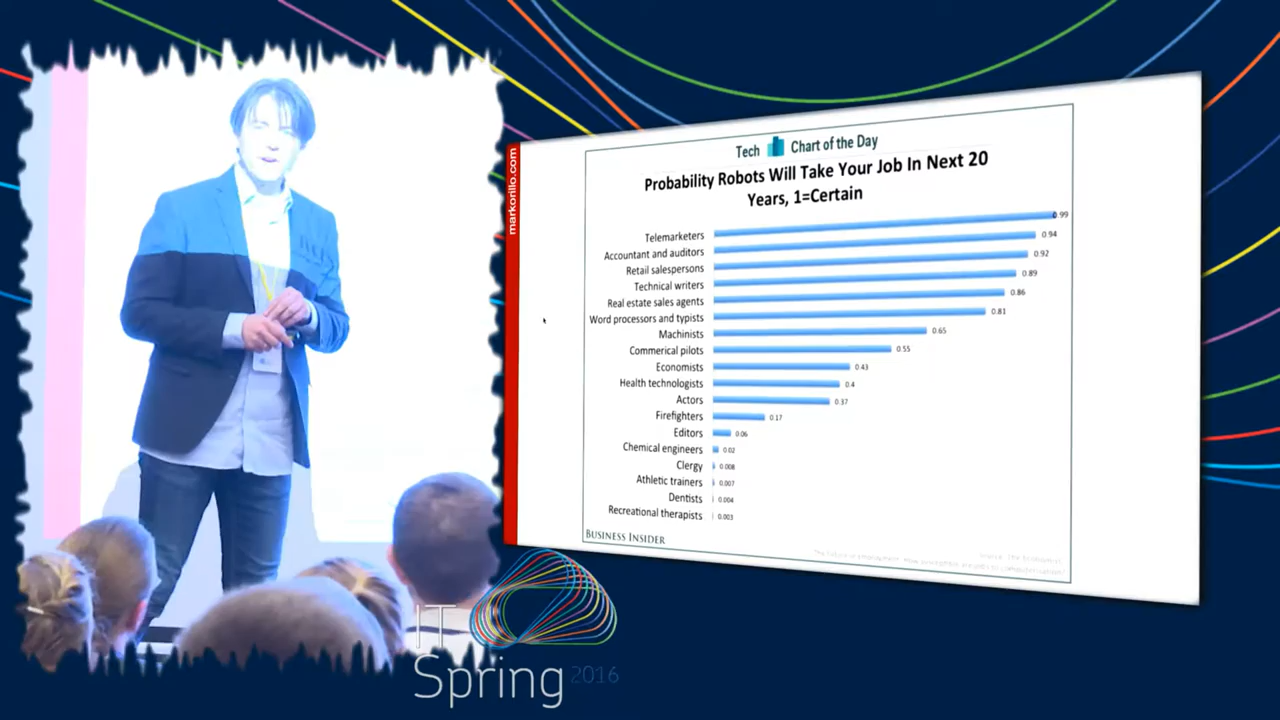 markorillo.com
Tech Chart of the Day
Probability Robots Will Take Your Job In Next 20
Years, 1=Certain
Telemarketers 0.99
Accountant and auditors 0.94
Retail salespersons 0.92
Technical writers 0.89
Real estate sales agents 0.86
Word processors and typists 0.81
Machinists 0.65
Commerical pilots 0.55
Economists 0.43
Health technologists 0.4
Actors 0.37
Firefighters 0.17
Editors 0.06
Chemical engineers 0.02
Clergy 0.008
Athletic trainers 0.007
Dentists 0.004
Recreational therapists 0.003
BUSINESS INSIDER
IT
Spring 2016